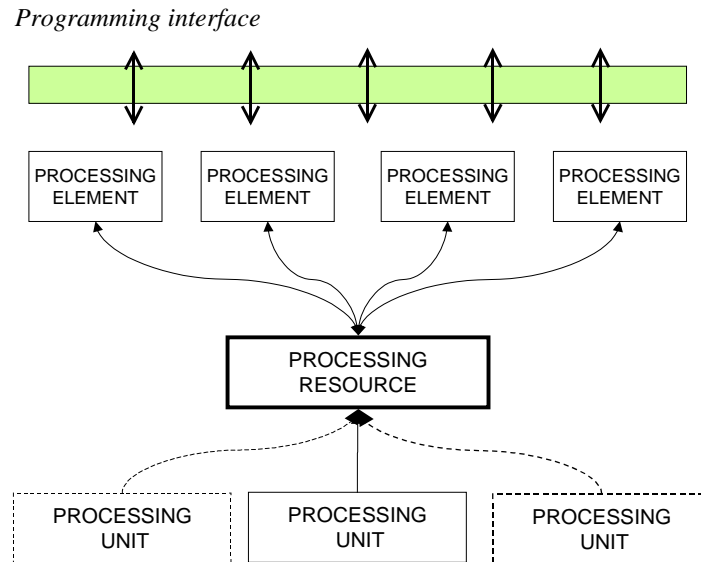 Programming interface
PROCESSING PROCESSING PROCESSING PROCESSING
ELEMENT ELEMENT ELEMENT ELEMENT
PROCESSING
RESOURCE
PROCESSING PROCESSING PROCESSING
UNIT UNIT UNIT